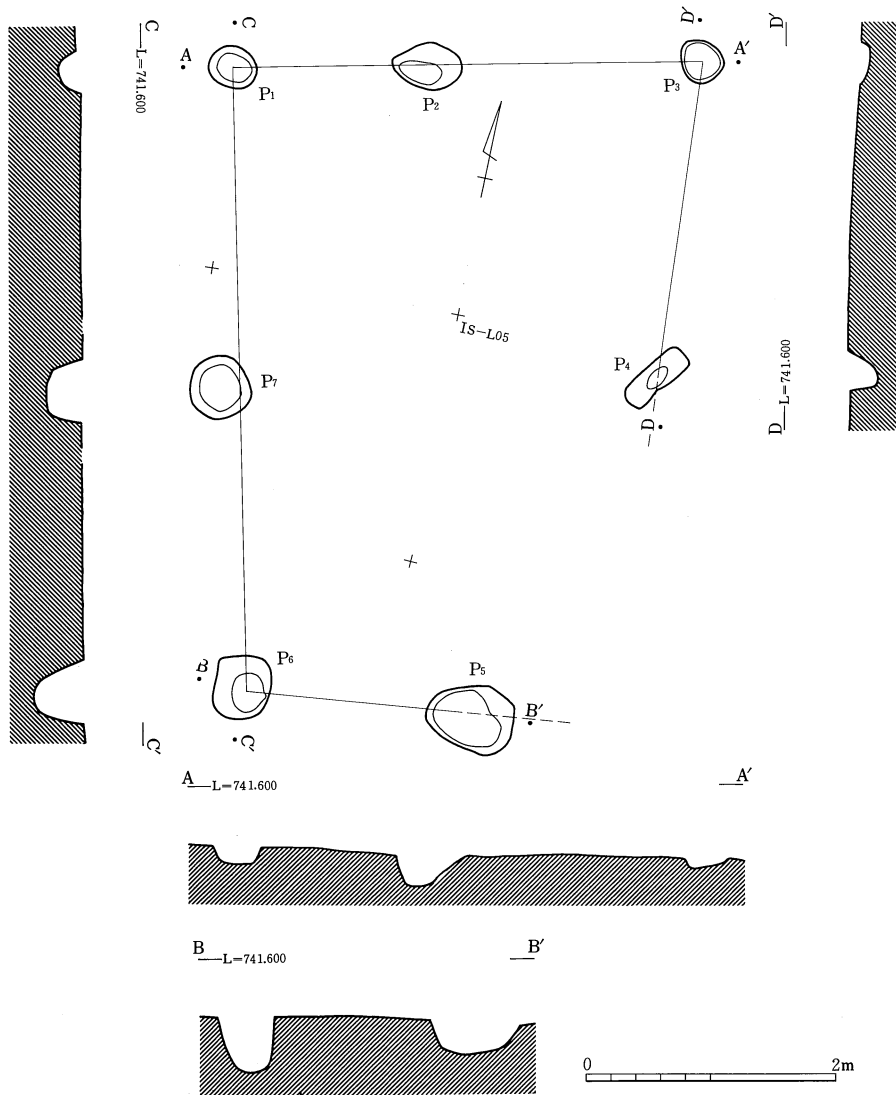 C
L=741.600
A
P1
P2
D′
A′
P3
D′
Is-L05
P7
P4
D
D
L=741.600
B
P6
P5
B′
C′
C′
A
L=741.600
A′
B
L=741.600
B′
0
2m
C